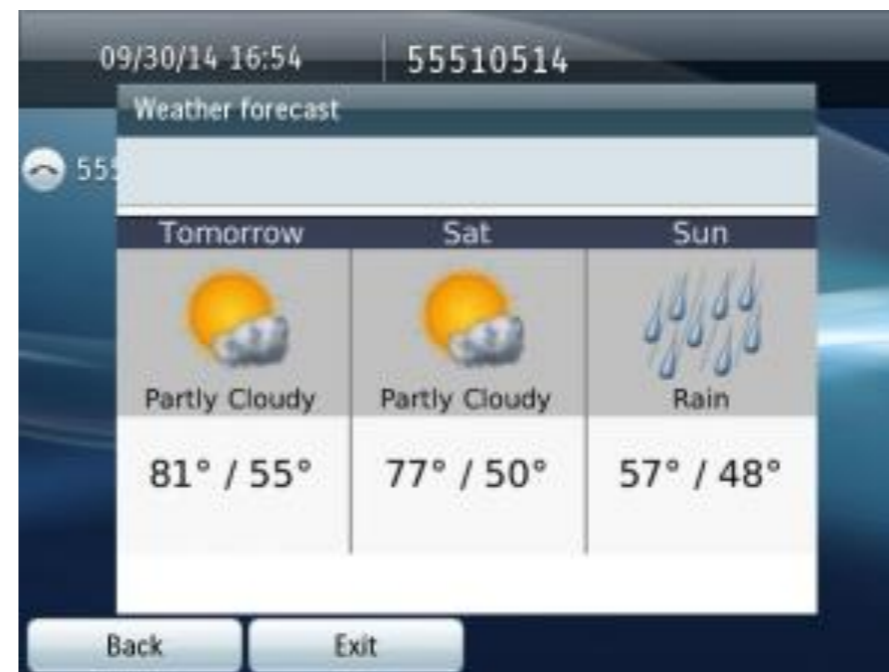 09/30/14 16:54 55510514
Weather forecast
555
Tomorrow Sat Sun
Partly Cloudy Partly Cloudy Rain
81° / 55° 77° / 50° 57° / 48°
Back Exit